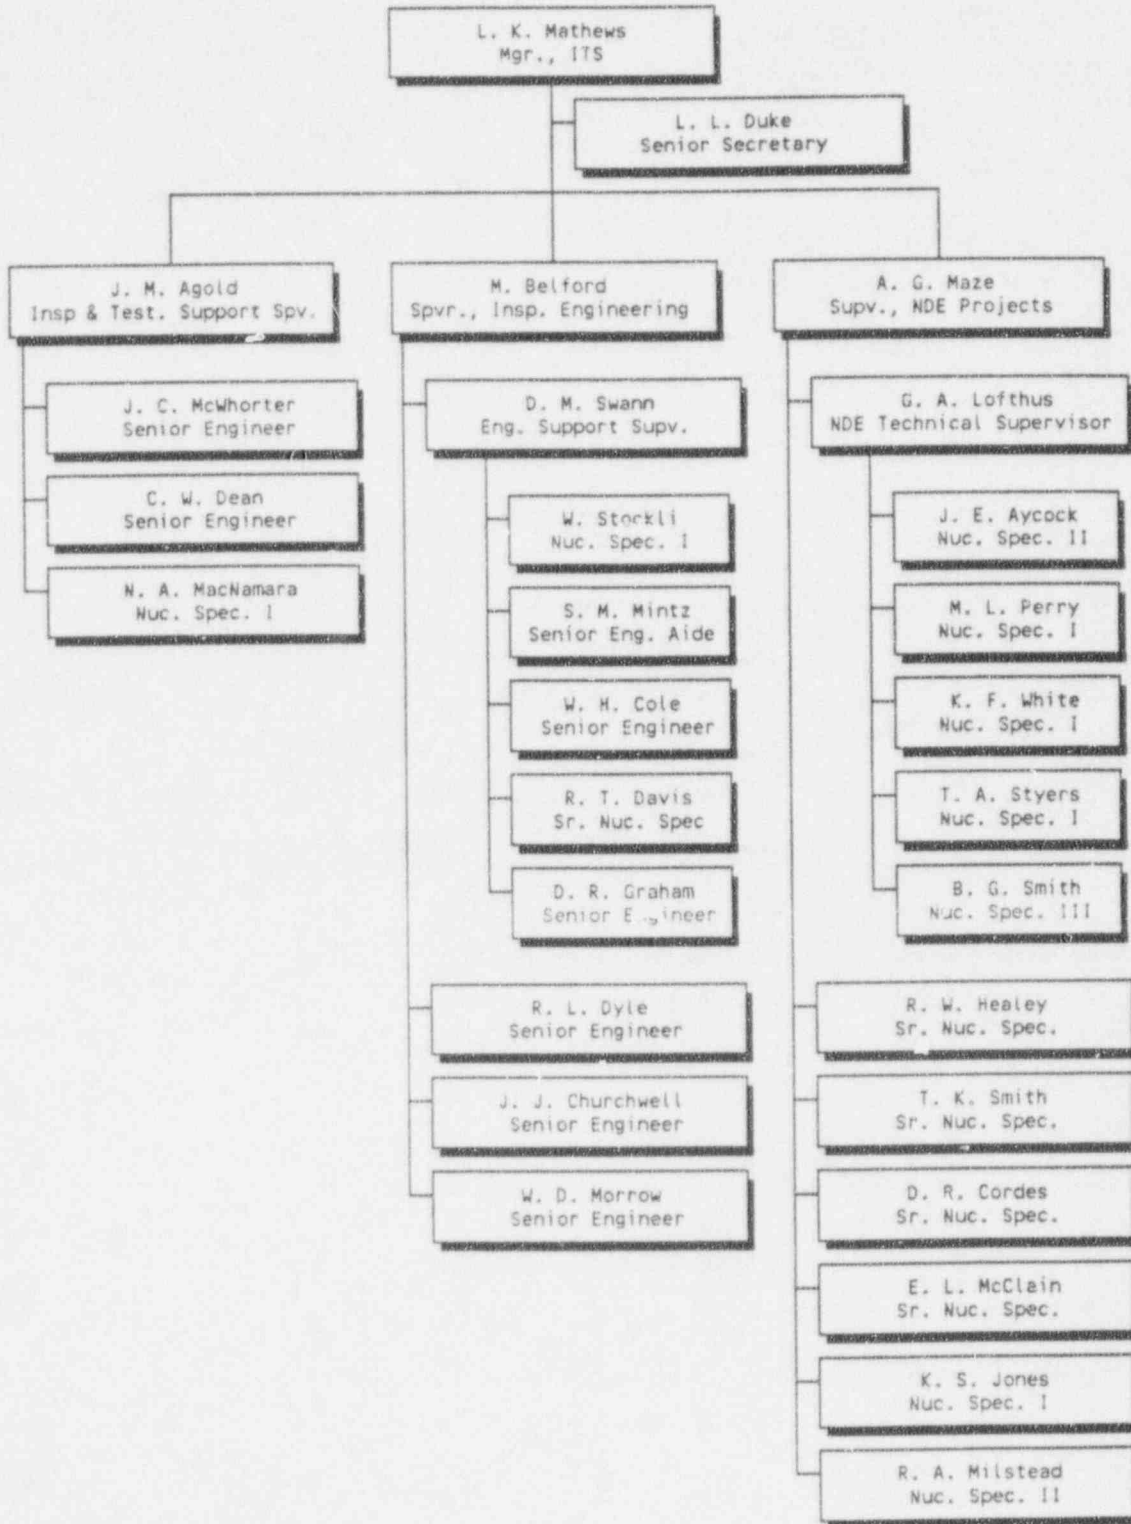 L. K. Mathews
Mgr., ITS
L. L. Duke
Senior Secretary
J. M. Agold
Insp & Test. Support Spv.
J. C. McWhorter
Senior Engineer
C. W. Dean
Senior Engineer
N. A. MacNamara
Nuc. Spec. I
M. Belford
Spvr., Insp. Engineering
D. M. Swann
Eng. Support Supv.
W. Stockli
Nuc. Spec. I
S. M. Mintz
Senior Eng. Aide
W. H. Cole
Senior Engineer
R. T. Davis
Sr. Nuc. Spec
D. R. Graham
Senior Engineer
R. L. Dyle
Senior Engineer
J. J. Churchwell
Senior Engineer
W. D. Morrow
Senior Engineer
A. G. Maze
Supv., NDE Projects
G. A. Lofthus
NDE Technical Supervisor
J. E. Aycock
Nuc. Spec. II
M. L. Perry
Nuc. Spec. I
K. F. White
Nuc. Spec. I
T. A. Styers
Nuc. Spec. I
B. G. Smith
Nuc. Spec. III
R. W. Healey
Sr. Nuc. Spec.
T. K. Smith
Sr. Nuc. Spec.
D. R. Cordes
Sr. Nuc. Spec.
E. L. McClain
Sr. Nuc. Spec.
K. S. Jones
Nuc. Spec. I
R. A. Milstead
Nuc. Spec. II